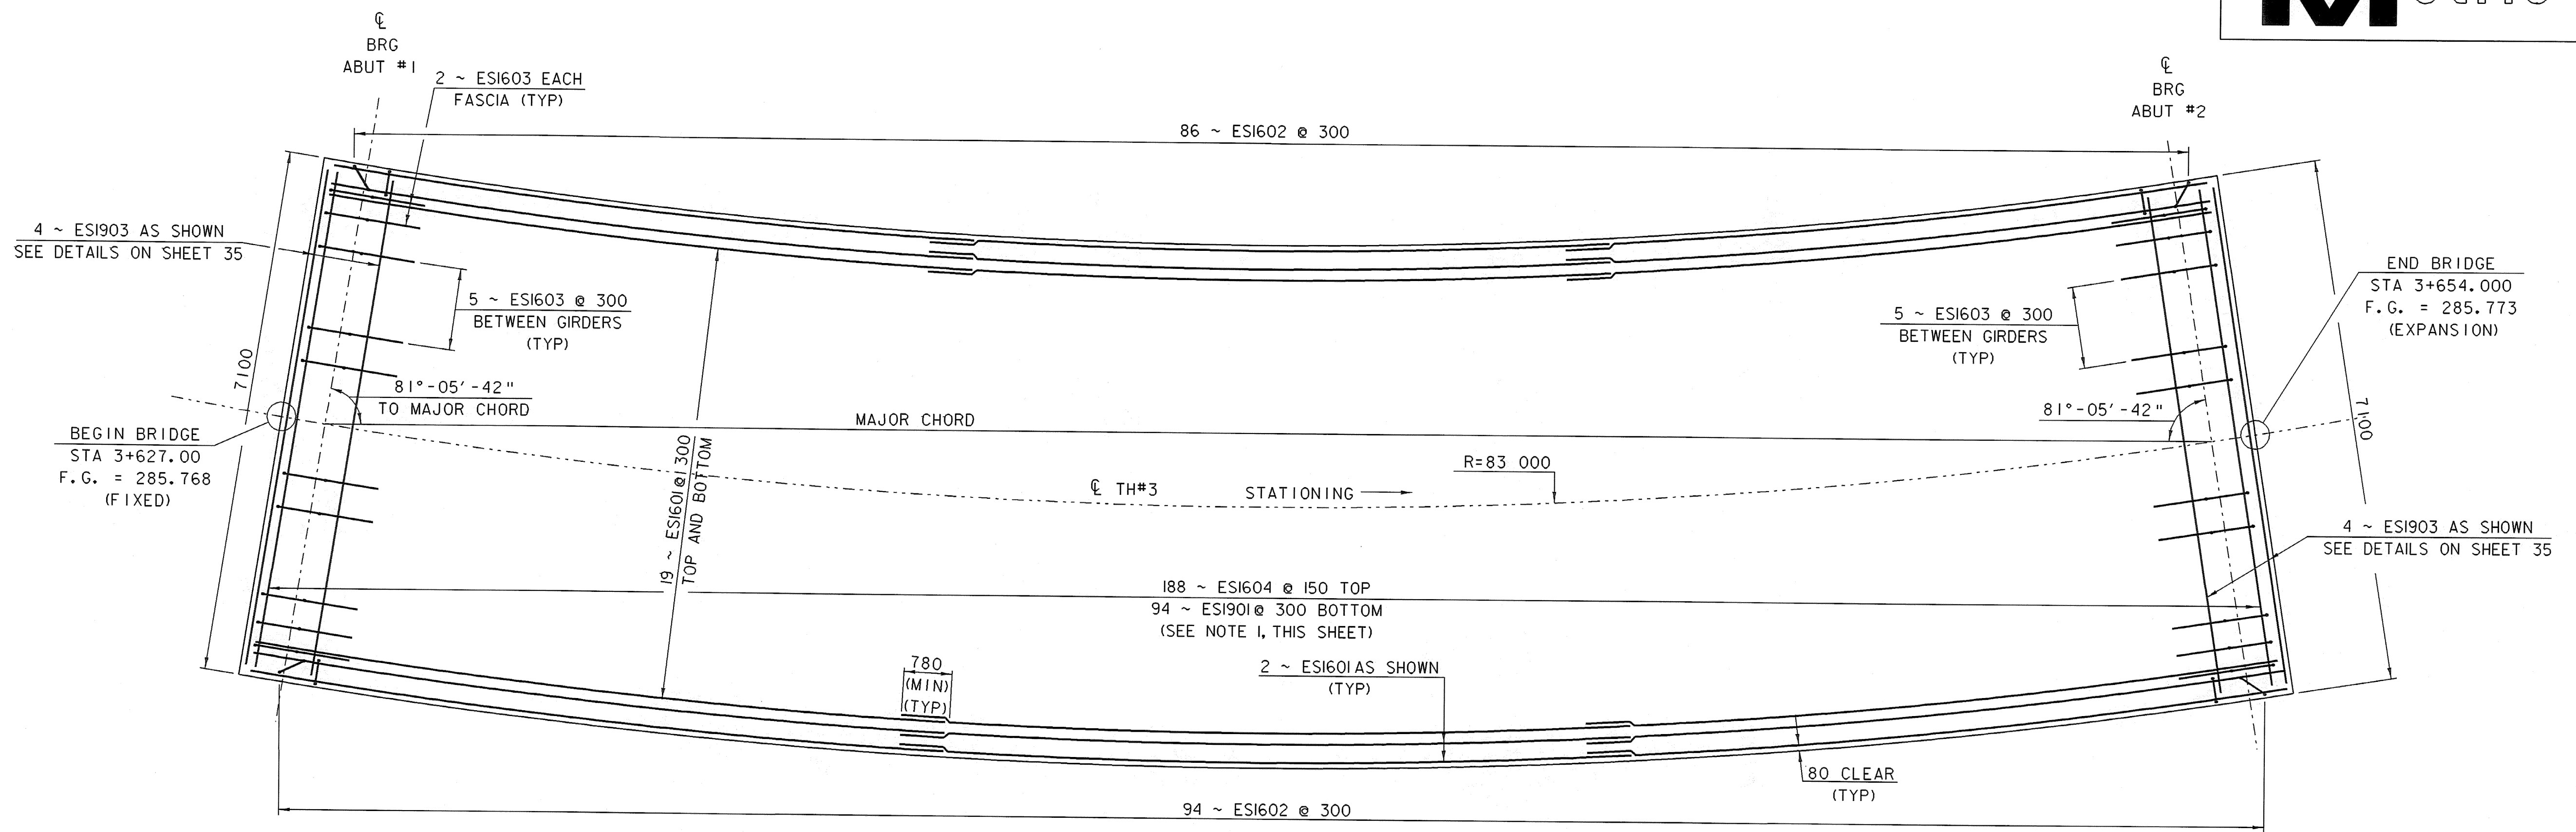 ℄
BRG
ABUT #1
2 ~ ES1603 EACH
FASCIA (TYP)
86 ~ ES1602 @ 300
℄
BRG
ABUT #2
4 ~ ES1903 AS SHOWN
SEE DETAILS ON SHEET 35
5 ~ ES1603 @ 300
BETWEEN GIRDERS
(TYP)
5 ~ ES1603 @ 300
BETWEEN GIRDERS
(TYP)
END BRIDGE
STA 3+654.000
F.G. = 285.773
(EXPANSION)
7100
81°-05'-42"
TO MAJOR CHORD
MAJOR CHORD
81°-05'-42"
7100
BEGIN BRIDGE
STA 3+627.00
F.G. = 285.768
(FIXED)
19 ~ ES1601 @ 300
TOP AND BOTTOM
R=83 000
℄ TH#3
STATIONING
4 ~ ES1903 AS SHOWN
SEE DETAILS ON SHEET 35
188 ~ ES1604 @ 150 TOP
94 ~ ES1901 @ 300 BOTTOM
(SEE NOTE 1, THIS SHEET)
780
(MIN)
(TYP)
2 ~ ES1601 AS SHOWN
(TYP)
80 CLEAR
(TYP)
94 ~ ES1602 @ 300